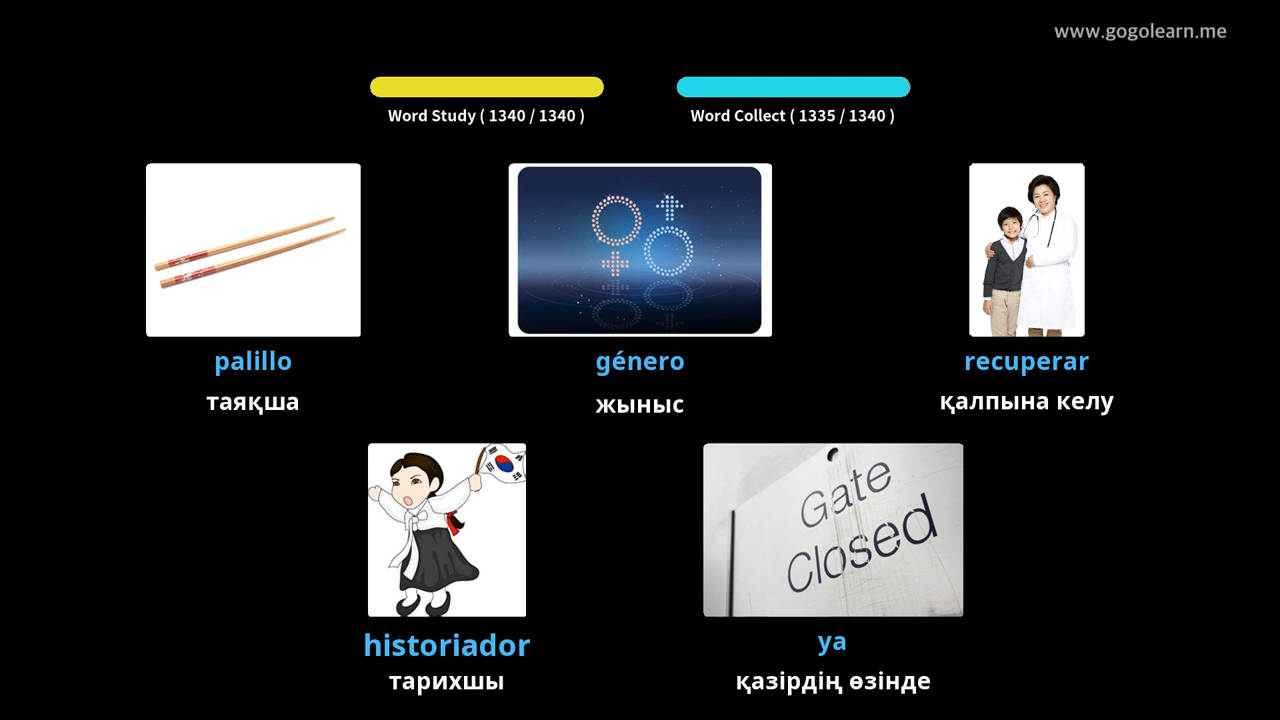 www.gogolearn.me
Word Study ( 1340 / 1340 )
Word Collect ( 1335 / 1340 )
palillo
género
recuperar
таяқша
жыныс
қалпына келу
Gate
Closed
historiador
ya
тарихшы
қазірдің өзінде